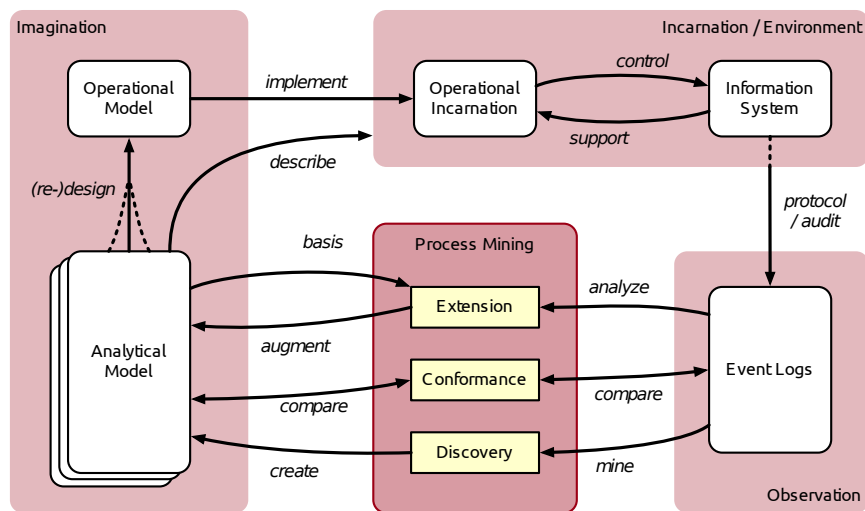 Imagination
Incarnation / Environment
Operational
Model
implement
Operational
Incarnation
control
support
Information
System
describe
(re-)design
protocol
/ audit
basis
Process Mining
analyze
Extension
augment
Analytical
Model
Conformance
compare
compare
Event Logs
Discovery
create
mine
Observation